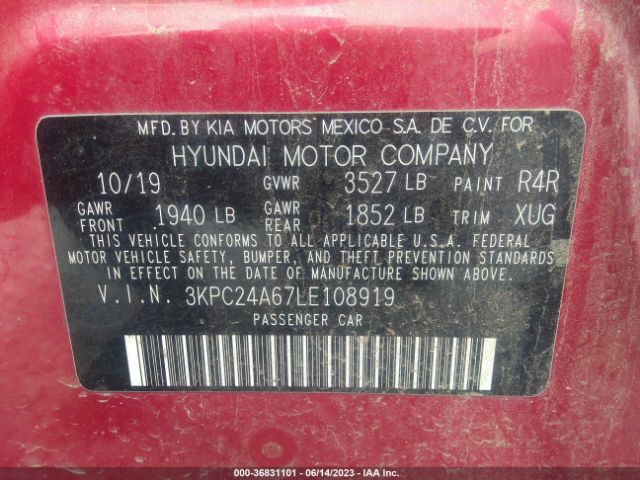 MFD. BY KIA MOTORS MEXICO S.A. DE C.V. FOR
HYUNDAI MOTOR COMPANY
10/19 GVWR 3527 LB PAINT R4R
GAWR FRONT 1940 LB GAWR REAR 1852 LB TRIM XUG
THIS VEHICLE CONFORMS TO ALL APPLICABLE U.S.A. FEDERAL
MOTOR VEHICLE SAFETY, BUMPER, AND THEFT PREVENTION STANDARDS
IN EFFECT ON THE DATE OF MANUFACTURE SHOWN ABOVE.
V.I.N. 3KPC24A67LE108919
PASSENGER CAR
000-36831101 - 06/14/2023 - IAA Inc.